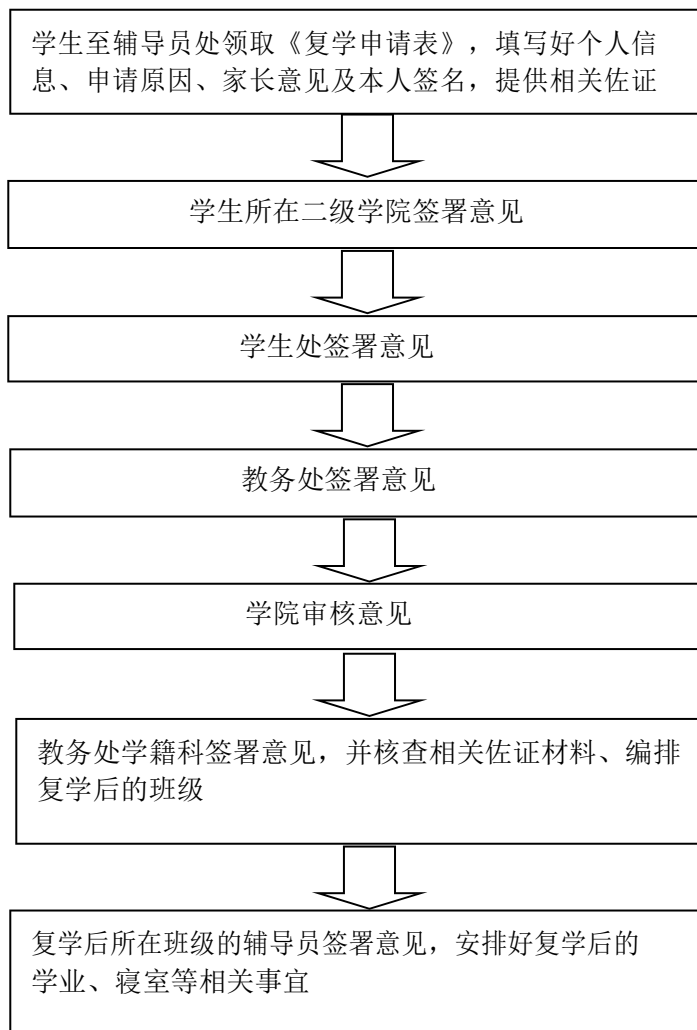 学生至辅导员处领取《复学申请表》，填写好个人信
息、申请原因、家长意见及本人签名，提供相关佐证
学生所在二级学院签署意见
学生处签署意见
教务处签署意见
学院审核意见
教务处学籍科签署意见，并核查相关佐证材料、编排
复学后的班级
复学后所在班级的辅导员签署意见，安排好复学后的
学业、寝室等相关事宜